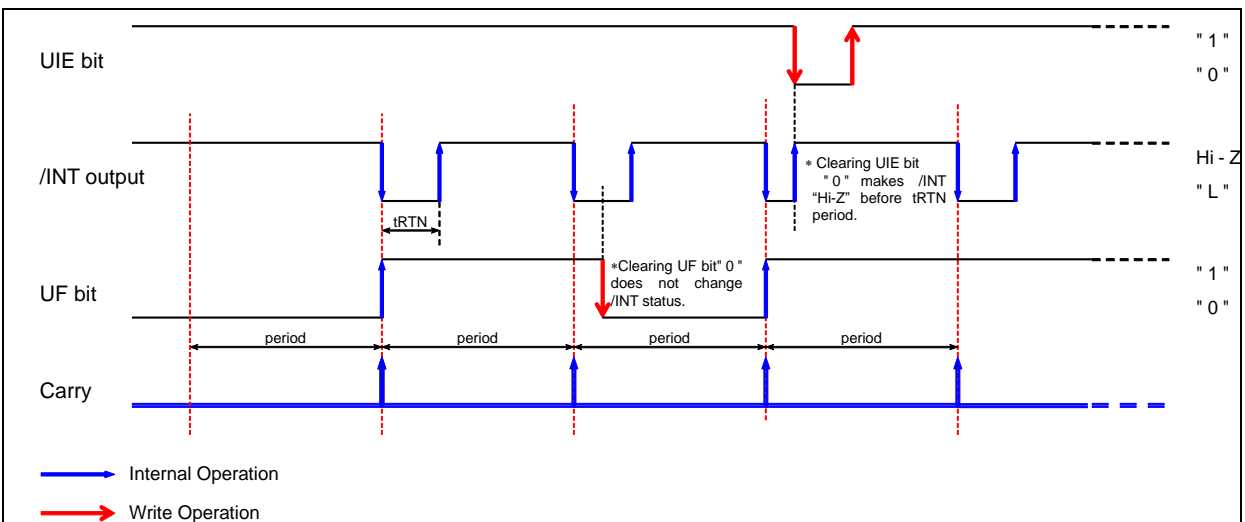 UIE bit
" 1 "
" 0 "
/INT output
Hi - Z
" L "
∗ Clearing UIE bit
" 0 " makes /INT
“Hi-Z” before tRTN
period.
tRTN
UF bit
∗Clearing UF bit" 0 "
does not change
/INT status.
" 1 "
" 0 "
period period period period
Carry
Internal Operation
Write Operation